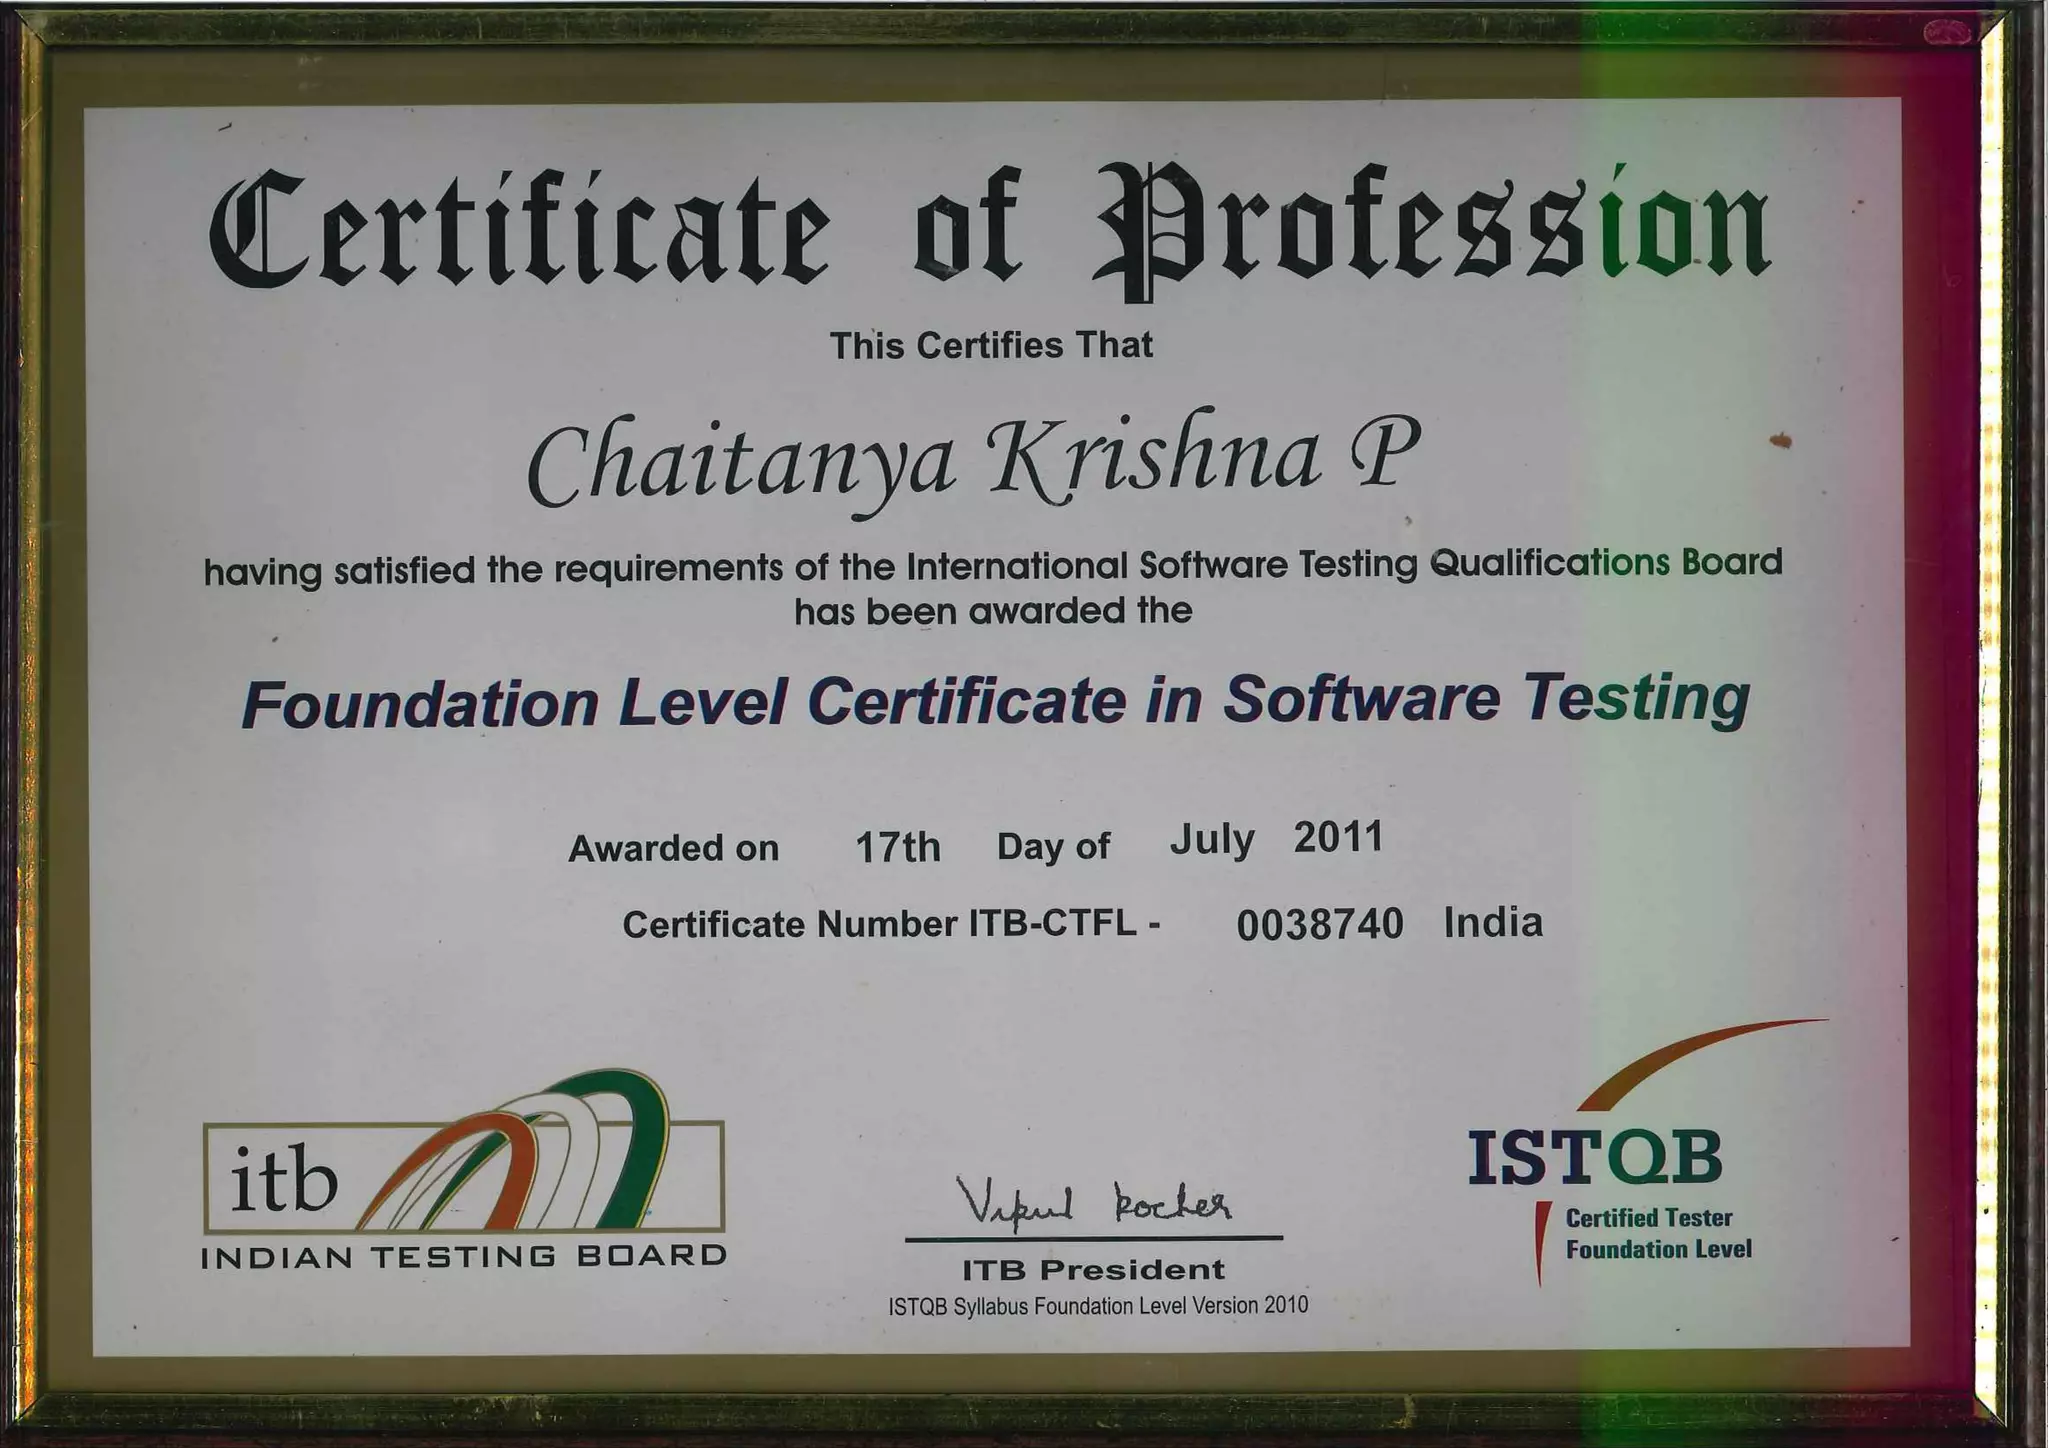 Certificate of Profession
This Certifies That
Chaitanya Krishna P
having satisfied the requirements of the International Software Testing Qualifications Board
has been awarded the
Foundation Level Certificate in Software Testing
Awarded on 17th Day of July 2011
Certificate Number ITB-CTFL - 0038740 India
itb
INDIAN TESTING BOARD
Vipul Kocher
ITB President
ISTQB Syllabus Foundation Level Version 2010
ISTQB
Certified Tester
Foundation Level